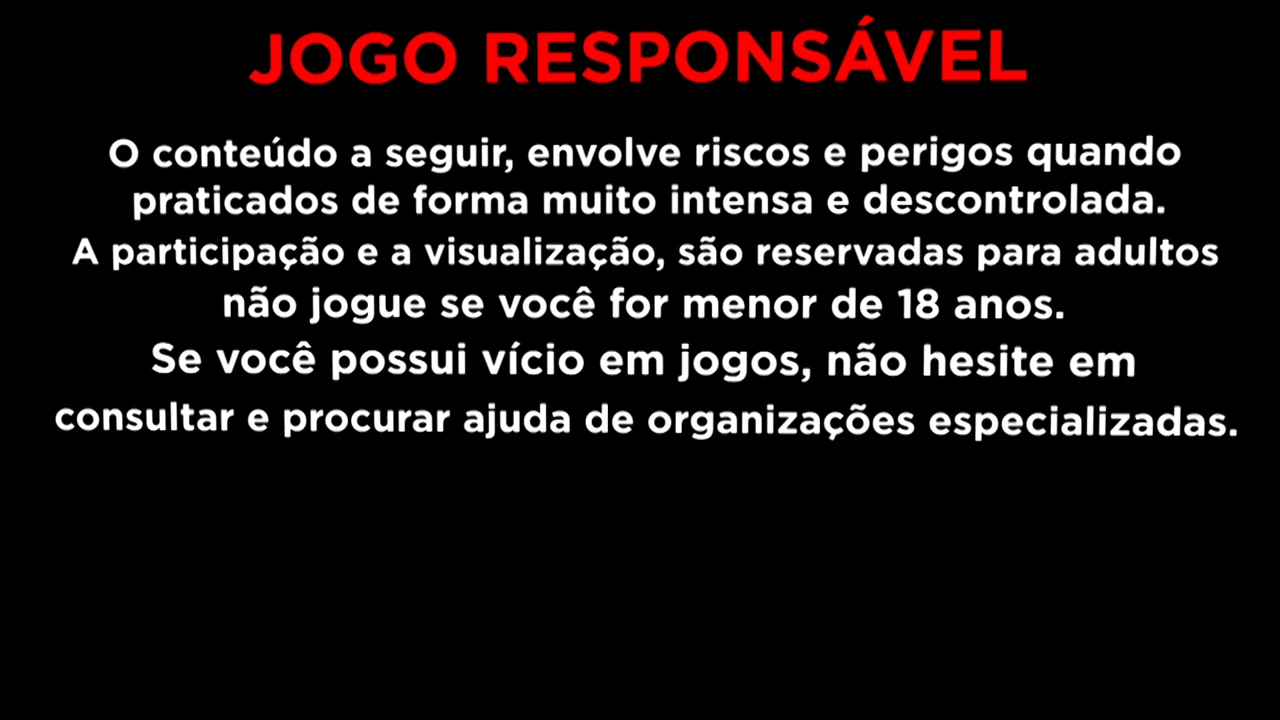 JOGO RESPONSÁVEL
O conteúdo a seguir, envolve riscos e perigos quando
praticados de forma muito intensa e descontrolada.
A participação e a visualização, são reservadas para adultos
não jogue se você for menor de 18 anos.
Se você possui vício em jogos, não hesite em
consultar e procurar ajuda de organizações especializadas.